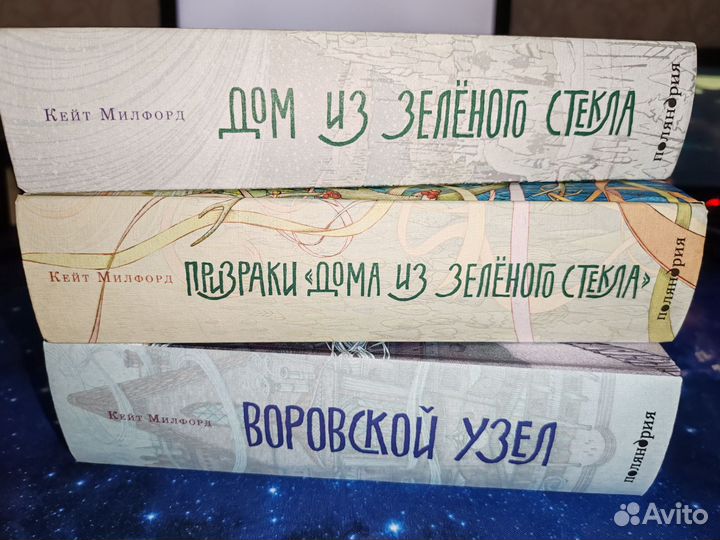 Кейт Милфорд
ДОМ ИЗ ЗЕЛЁНОГО СТЕКЛА
поляндрия
Кейт Милфорд
ПРИЗРАКИ «ДОМА ИЗ ЗЕЛЁНОГО СТЕКЛА»
поляндрия
Кейт Милфорд
ВОРОВСКОЙ УЗЕЛ
поляндрия
Avito